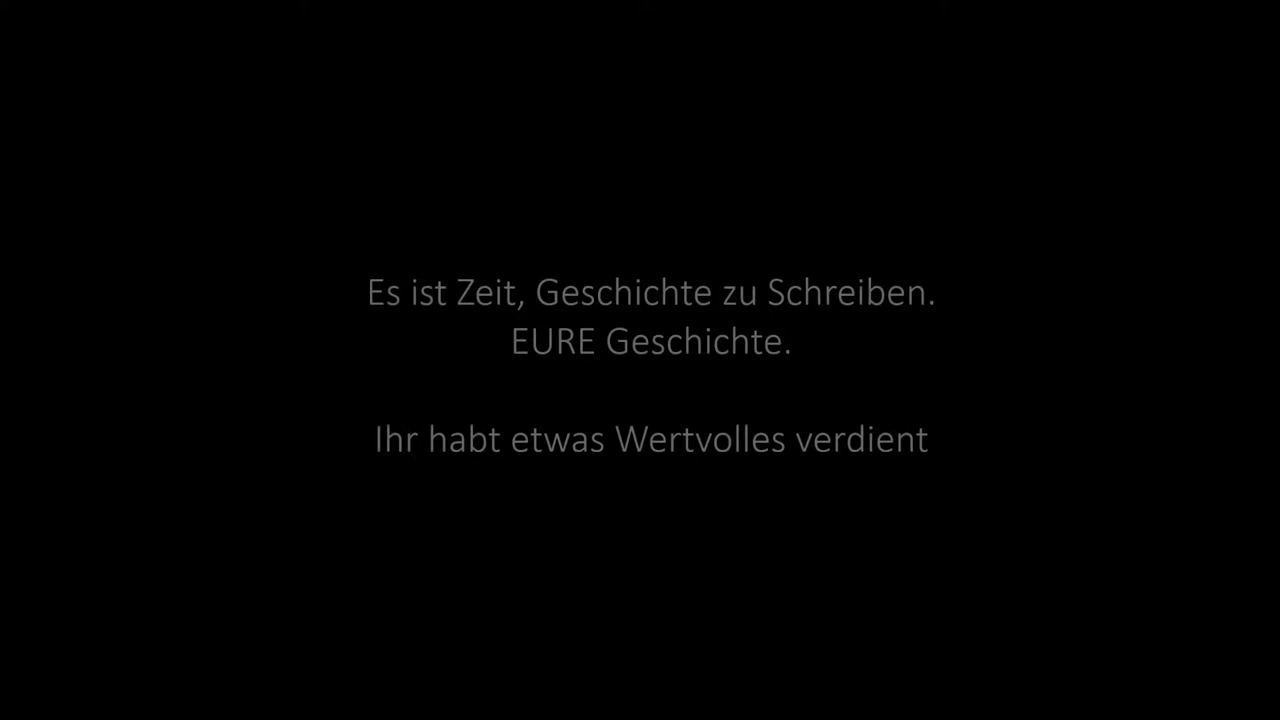 Es ist Zeit, Geschichte zu Schreiben.
EURE Geschichte.
Ihr habt etwas Wertvolles verdient